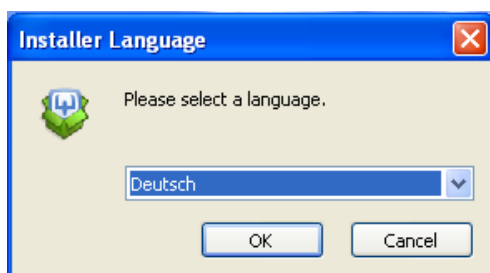 Installer Language
Please select a language.
Deutsch
OK
Cancel